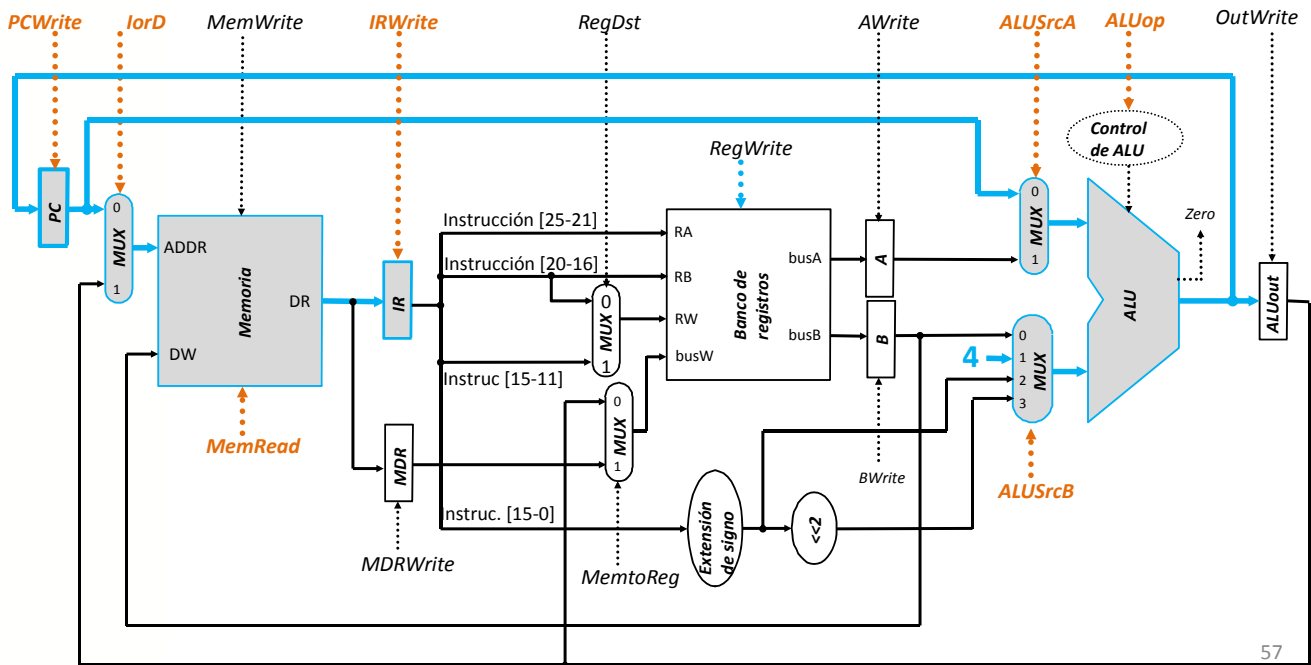 PCWrite
IorD
MemWrite
IRWrite
RegDst
AWrite
ALUSrcA
ALUop
OutWrite
Control
de ALU
RegWrite
PC
0
MUX
1
ADDR
Memoria
DR
DW
MemRead
IR
Instrucción [25-21]
Instrucción [20-16]
Instruc [15-11]
Instruc. [15-0]
0
MUX
1
RA
RB
RW
busW
Banco de
registros
busA
busB
A
B
BWrite
0
MUX
1
0
1
2
3
MUX
4
ALUSrcB
ALU
Zero
ALUout
MDR
MDRWrite
0
MUX
1
MemtoReg
Extensión
de signo
<<2
57